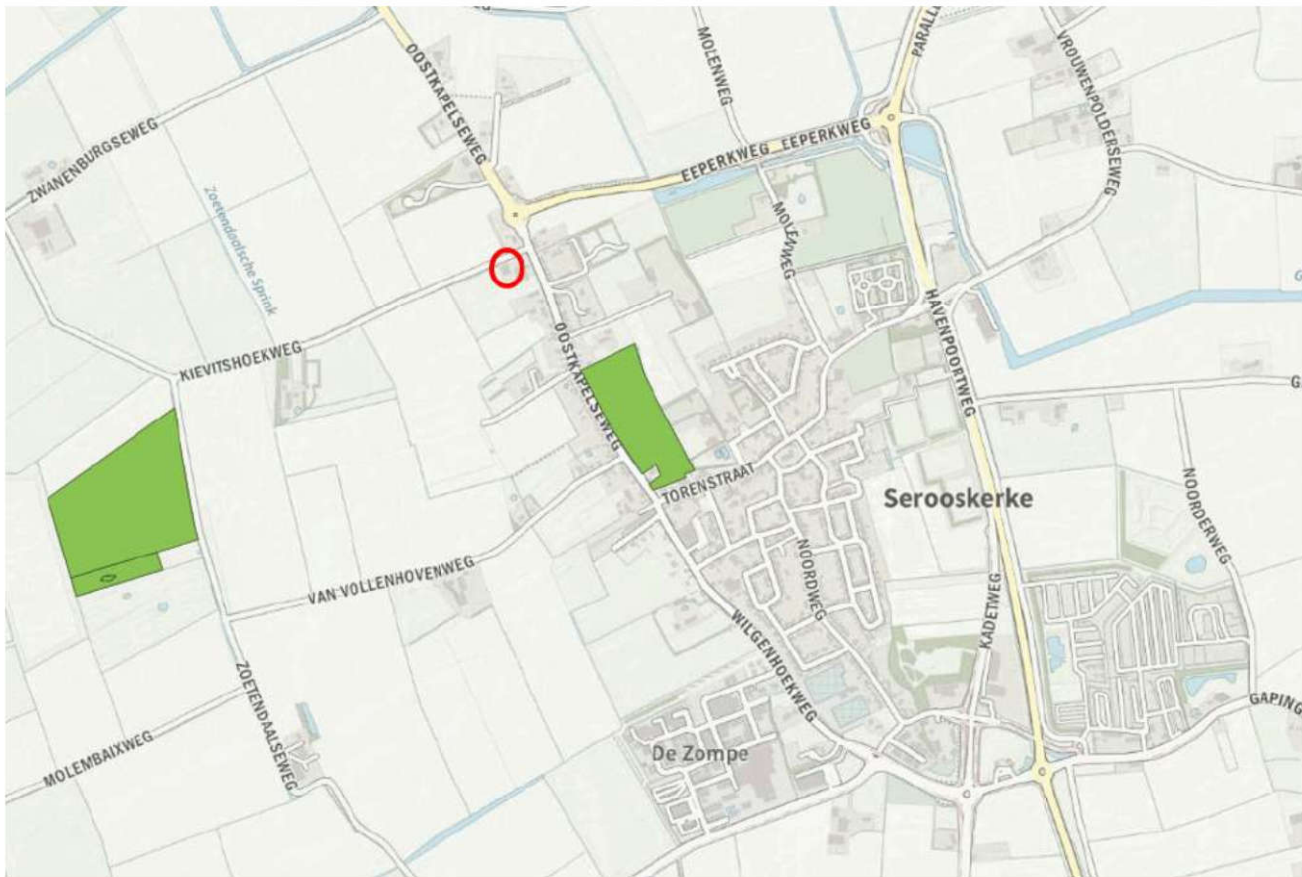 OOSTKAPELSEWEG
MOLENWEG
PARALL
VROUWENPOLDERSEWEG
ZWANENBURGSEWEG
EEPERKWEG
EEPERKWEG
Zoetendaalsche Sprink
MOLENWEG
G
KIEVITSHOEKWEG
OOSTKAPELSEWEG
HAVENPOORTWEG
G
TORENSTRAAT
Serooskerke
NOORDERWEG
VAN VOLLENHOVENWEG
NOORDWEG
KADETWEG
WILGENHOEKWEG
ZOETENDAALSEWEG
GAPING
MOLEMBAIXWEG
De Zompe